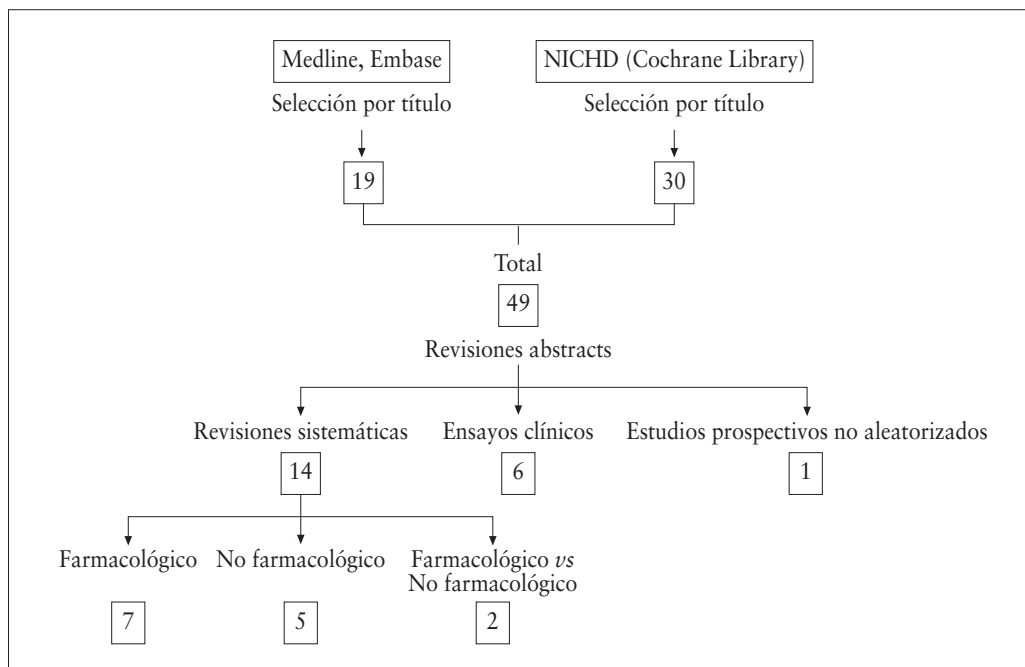 Medline, Embase
NICHD (Cochrane Library)
Selección por título
Selección por título
19
30
Total
49
Revisiones abstracts
Revisiones sistemáticas
Ensayos clínicos
Estudios prospectivos no aleatorizados
14
6
1
Farmacológico
No farmacológico
Farmacológico vs
No farmacológico
7
5
2